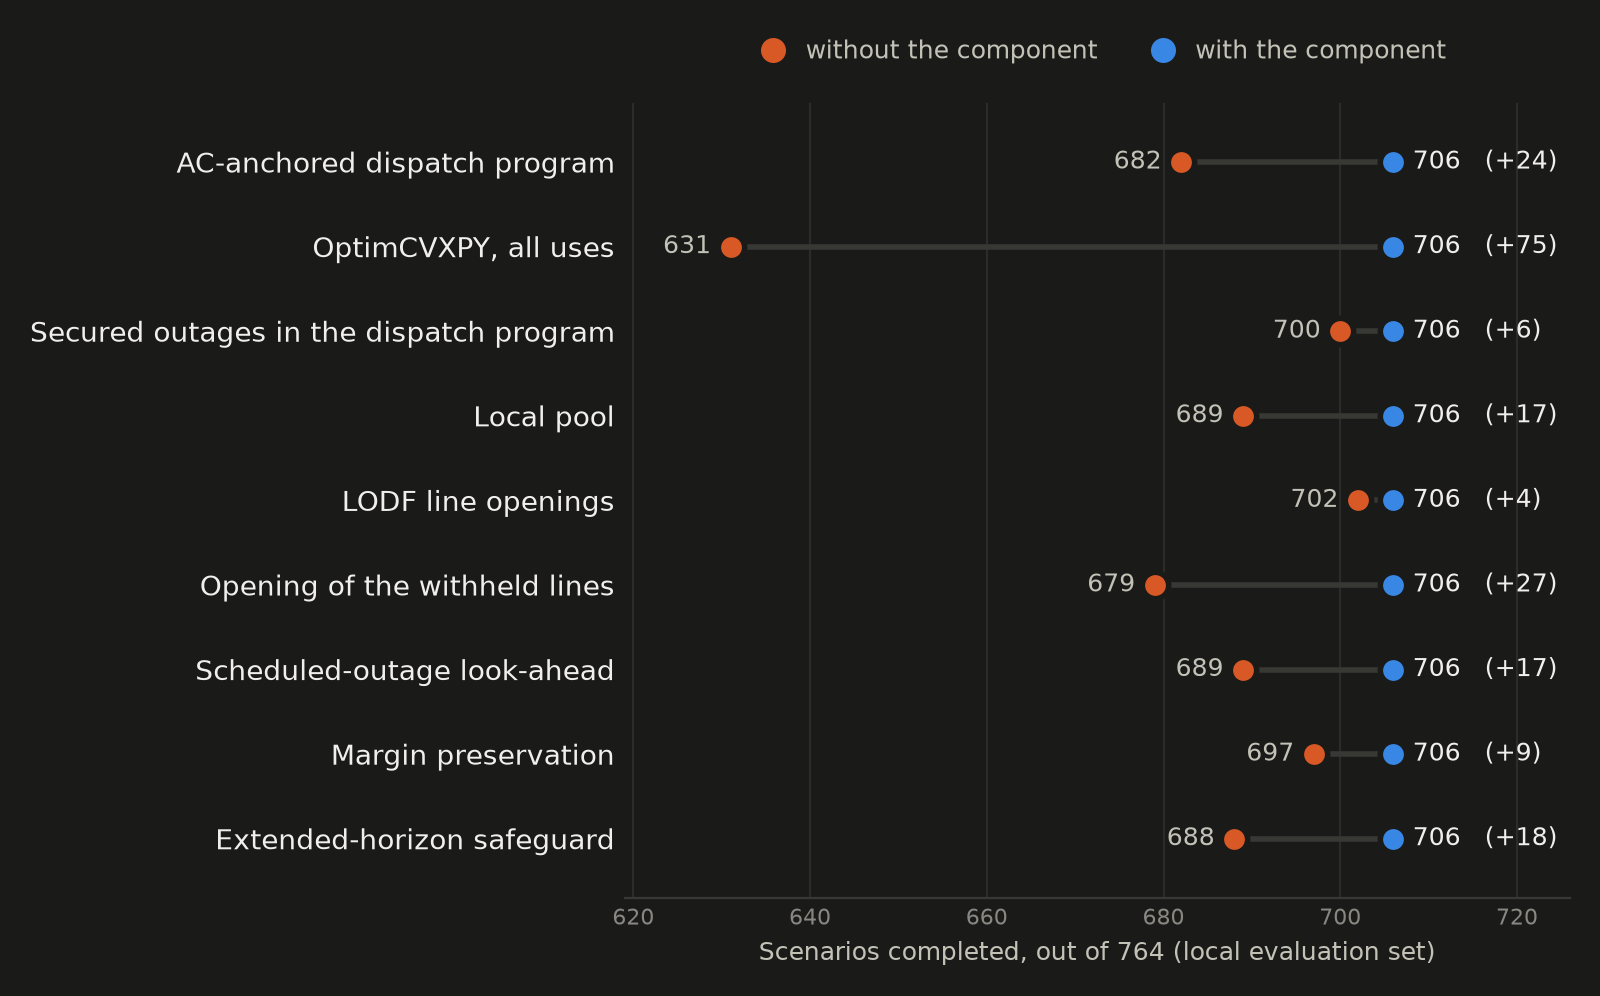 without the component with the component
AC-anchored dispatch program 682 706 (+24)
OptimCVXPY, all uses 631 706 (+75)
Secured outages in the dispatch program 700 706 (+6)
Local pool 689 706 (+17)
LODF line openings 702 706 (+4)
Opening of the withheld lines 679 706 (+27)
Scheduled-outage look-ahead 689 706 (+17)
Margin preservation 697 706 (+9)
Extended-horizon safeguard 688 706 (+18)
620 640 660 680 700 720
Scenarios completed, out of 764 (local evaluation set)